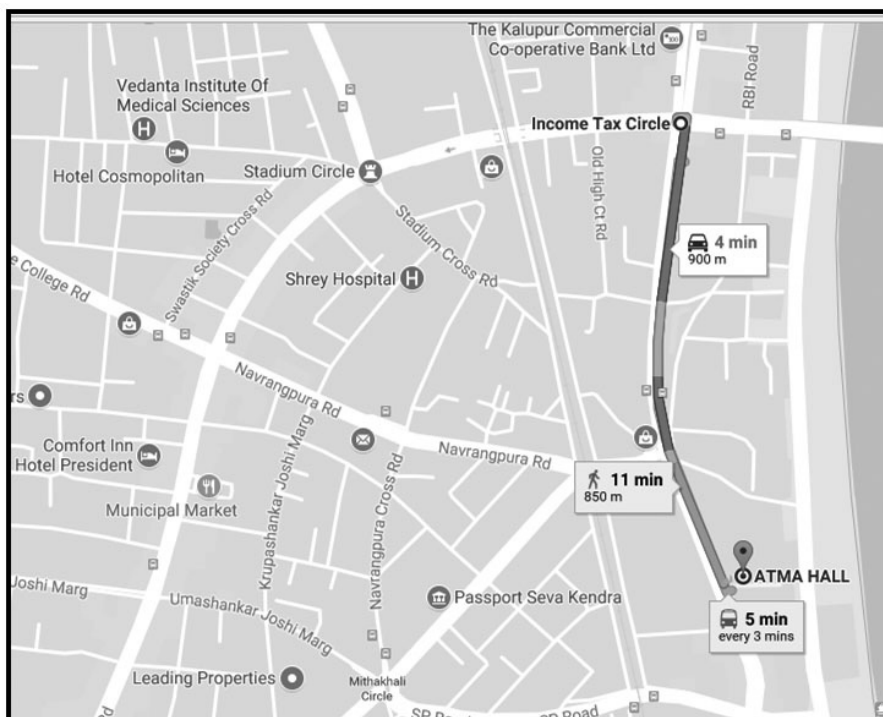 The Kalupur Commercial
Co-operative Bank Ltd
RBI Road
Vedanta Institute Of
Medical Sciences
Income Tax Circle
Hotel Cosmopolitan
Stadium Circle
Old High Ct Rd
Swastik Society Cross Rd
Stadium Cross Rd
4 min
900 m
Shrey Hospital
College Rd
Navrangpura Rd
Comfort Inn
Hotel President
Krupashankar Joshi Marg
Navrangpura Rd
11 min
850 m
Municipal Market
Navrangpura Cross Rd
ATMA HALL
Joshi Marg
Umashankar Joshi Marg
Passport Seva Kendra
5 min
every 3 mins
Leading Properties
Mithakhali
Circle